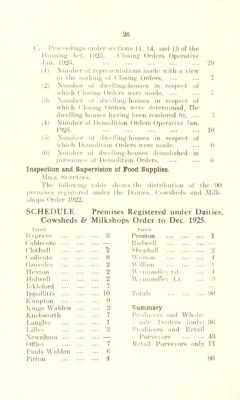 26
C.—Proceedings under sections 11, 14, and 15 of the
Housing Act, 1925. Closing Orders Operative
Jan. 1925. ... ... ... ... ... 79
(1) Number of representations made with a view
to the making of Closing Orders. ... ... 7
(2) Number of dwelling-houses in respect of
which Closing Orders were made. ... ... 7
(3) Number of dwelling-houses in respect of
which Closing Orders were determined, The
dwelling-houses having been rendered fit. ... 7
(4) Number of Demolition Orders Operative Jan.
1925 ... ... ... ... ... 10
(5) Number of dwelling-houses in respect of
which Demolition Orders were made. ... 0
(6) Number of dwelling-houses demolished in
pursuance of Demolition Orders. ... ... 6
Inspection and Supervision of Food Supplies.
MILK SUPPLIES.
The following table shows the distribution of the 90
premises registered under the Dairies, Cowsheds and Milk-
shops Order 1922.
SCHEDULE Premises Registered under Dairies,
Cowsheds & Milkshops Order to Dec. 1925.
Parish
Bygrave ... ... ... 3
Caldecote ... ... ... —
Clothall ... ... ... 2
Codicote ... ... ... 8
Graveley ... ... ... 2
Hexton ... ... ... 2
Holwell ... ... ... 2
Ickleford ... ... ... 7
Ippollitts ... ... ... 10
Kimpton ... ... ... 9
Kings Walden ... ... 2
Knebworth ... ... ... 7
Langley ... ... ... 1
Lilley ... ... ... 3
Newnham ... ... ... —
Offley ... ... ... 7
Pauls Walden ... ... 6
Pirton ... ... ... 4
Parish
Preston ... ... ... 1
Radwell ... ... ...
Shephall ... ... ... 2
Weston ... ... ... 4
Willian ... ... ... 1
Wymondley Gt. ... ... 4
Wymondley Lt. ... ... 3
Totals ... ... ... 90
Summary
Producers and Whole-
sale Traders (only) 36
Producers and Retail
Purveyors ... ... 43
Retail Purveyors only 11
90